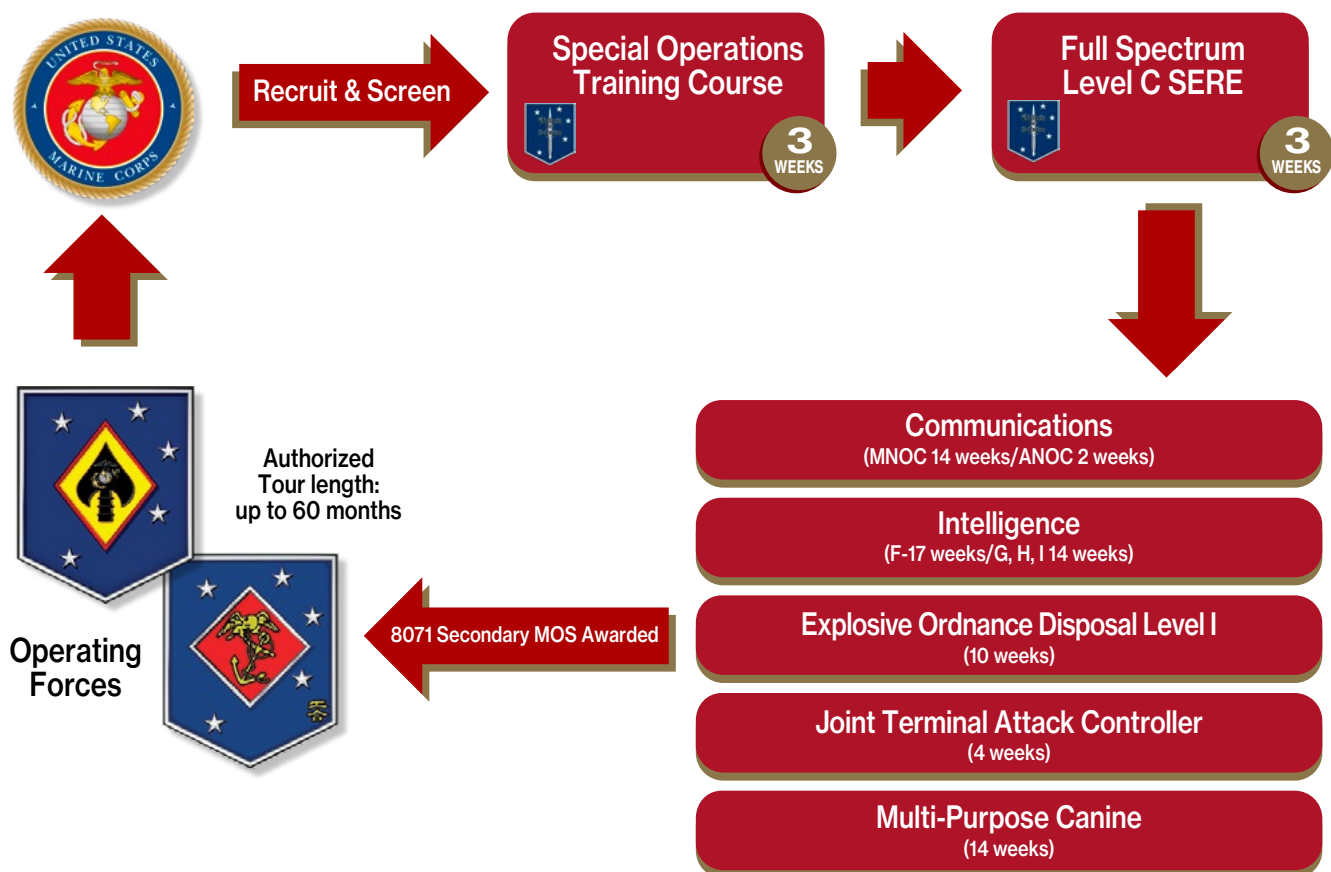 UNITED STATES
MARINE CORPS
Recruit & Screen
Special Operations
Training Course
3
WEEKS
Full Spectrum
Level C SERE
3
WEEKS
Communications
(MNOC 14 weeks/ANOC 2 weeks)
Intelligence
(F-17 weeks/G, H, I 14 weeks)
Explosive Ordnance Disposal Level I
(10 weeks)
Joint Terminal Attack Controller
(4 weeks)
Multi-Purpose Canine
(14 weeks)
8071 Secondary MOS Awarded
Authorized
Tour length:
up to 60 months
Operating
Forces